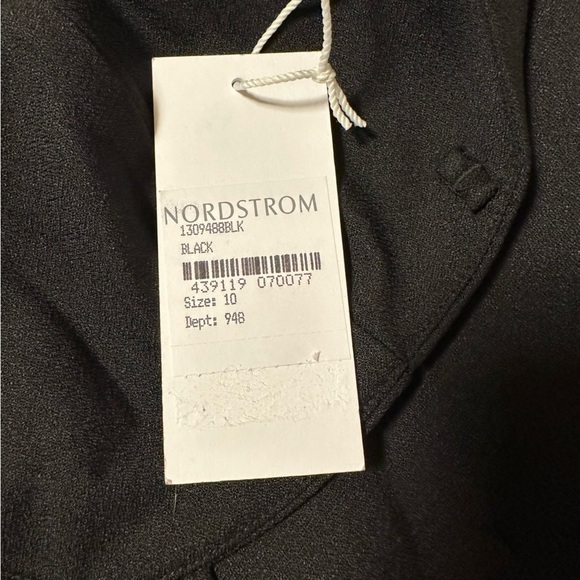 NORDSTROM
1309488BLK
BLACK
439119 070077
Size: 10
Dept: 948